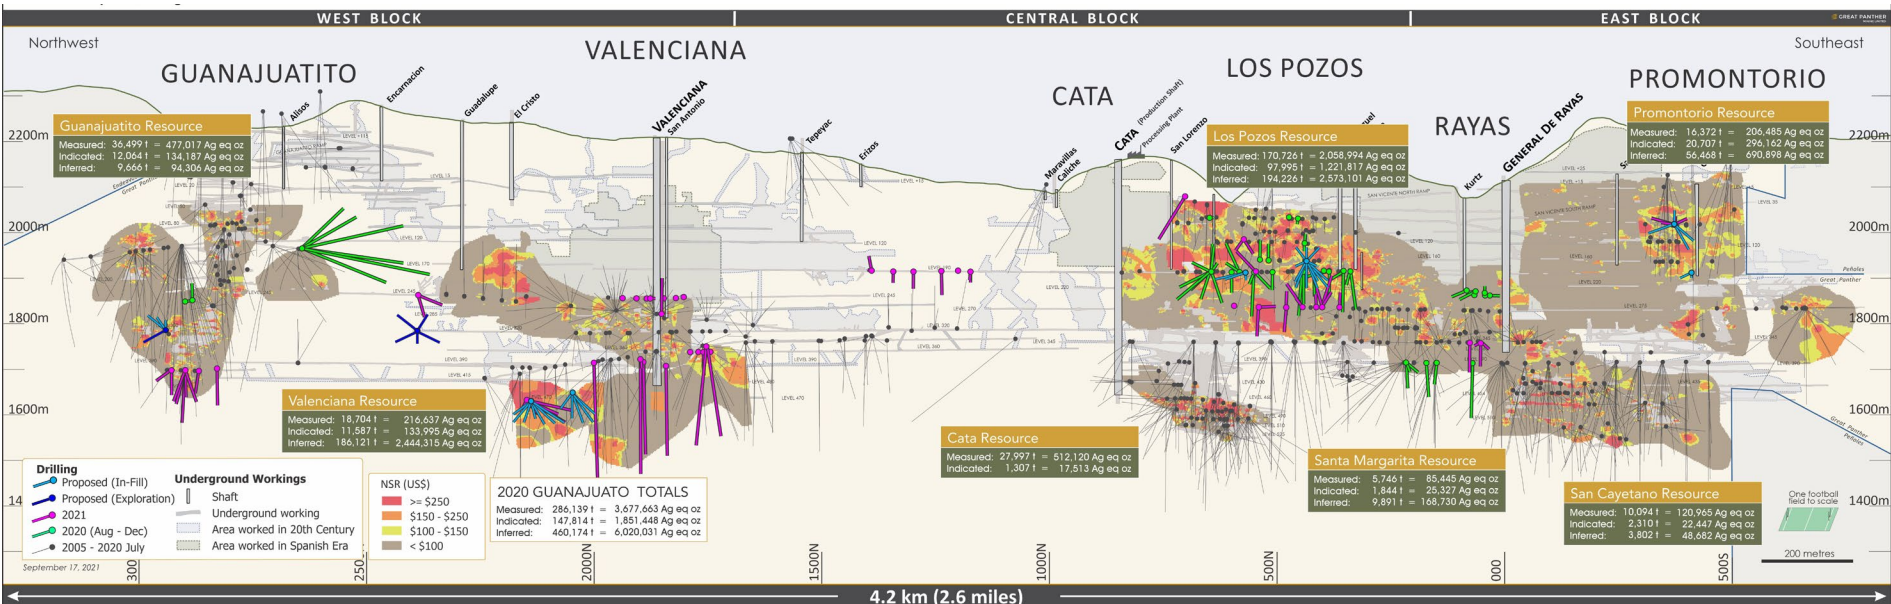 WEST BLOCK
CENTRAL BLOCK
EAST BLOCK
GREAT PANTHER
Northwest
Southeast
GUANAJUATITO
VALENCIANA
CATA
LOS POZOS
RAYAS
PROMONTORIO
Alisos
Encarnacion
Guadalupe
El Cristo
VALENCIANA
San Antonio
Tepeyac
Erizos
Maravillas
Caliche
CATA (Production Shaft)
Processing Plant
San Lorenzo
Kurtz
GENERAL DE RAYAS
Guanajuatito Resource
Measured: 36,499 t = 477,017 Ag eq oz
Indicated: 12,064 t = 134,187 Ag eq oz
Inferred: 9,666 t = 94,306 Ag eq oz
Los Pozos Resource
Measured: 170,726 t = 2,058,994 Ag eq oz
Indicated: 97,995 t = 1,221,817 Ag eq oz
Inferred: 194,226 t = 2,573,101 Ag eq oz
Promontorio Resource
Measured: 16,372 t = 206,485 Ag eq oz
Indicated: 20,707 t = 296,162 Ag eq oz
Inferred: 56,468 t = 690,898 Ag eq oz
2200m
2000m
1800m
1600m
14
2200m
2000m
1800m
1600m
1400m
Peñoles
Great Panther
Great Panther
Peñoles
Valenciana Resource
Measured: 18,704 t = 216,637 Ag eq oz
Indicated: 11,587 t = 133,995 Ag eq oz
Inferred: 186,121 t = 2,444,315 Ag eq oz
Cata Resource
Measured: 27,997 t = 512,120 Ag eq oz
Indicated: 1,307 t = 17,513 Ag eq oz
Santa Margarita Resource
Measured: 5,746 t = 85,445 Ag eq oz
Indicated: 1,844 t = 25,327 Ag eq oz
Inferred: 9,891 t = 168,730 Ag eq oz
San Cayetano Resource
Measured: 10,094 t = 120,965 Ag eq oz
Indicated: 2,310 t = 22,447 Ag eq oz
Inferred: 3,802 t = 48,682 Ag eq oz
Drilling
Proposed (In-Fill)
Proposed (Exploration)
2021
2020 (Aug - Dec)
2005 - 2020 July
Underground Workings
Shaft
Underground working
Area worked in 20th Century
Area worked in Spanish Era
NSR (US$)
>= $250
$150 - $250
$100 - $150
< $100
2020 GUANAJUATO TOTALS
Measured: 286,139 t = 3,677,663 Ag eq oz
Indicated: 147,814 t = 1,851,448 Ag eq oz
Inferred: 460,174 t = 6,020,031 Ag eq oz
One football field to scale
200 metres
September 17, 2021
300
250
2000N
1500N
1000N
500N
000
500S
4.2 km (2.6 miles)